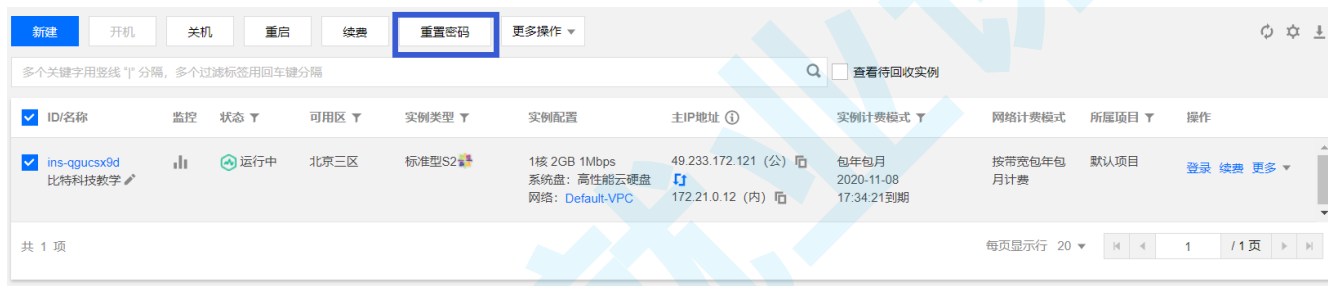 新建 开机 关机 重启 续费 重置密码 更多操作
多个关键字用竖线 "|" 分隔，多个过滤标签用回车键分隔 查看待回收实例
ID/名称 监控 状态 可用区 实例类型 实例配置 主IP地址 实例计费模式 网络计费模式 所属项目 操作
ins-qgucsx9d 运行中 北京三区 标准型S2 1核 2GB 1Mbps 49.233.172.121（公） 包年包月 按带宽包年包 默认项目 登录 续费 更多
比特科技教学 系统盘：高性能云硬盘 2020-11-08 月计费
网络：Default-VPC 172.21.0.12（内） 17:34:21到期
共 1 项 每页显示行 20 1 / 1 页
就业